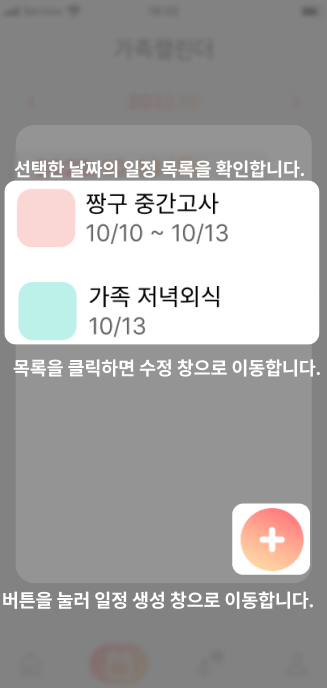 가족캘린더
선택한 날짜의 일정 목록을 확인합니다.
짱구 중간고사
10/10 ~ 10/13
가족 저녁외식
10/13
목록을 클릭하면 수정 창으로 이동합니다.
버튼을 눌러 일정 생성 창으로 이동합니다.